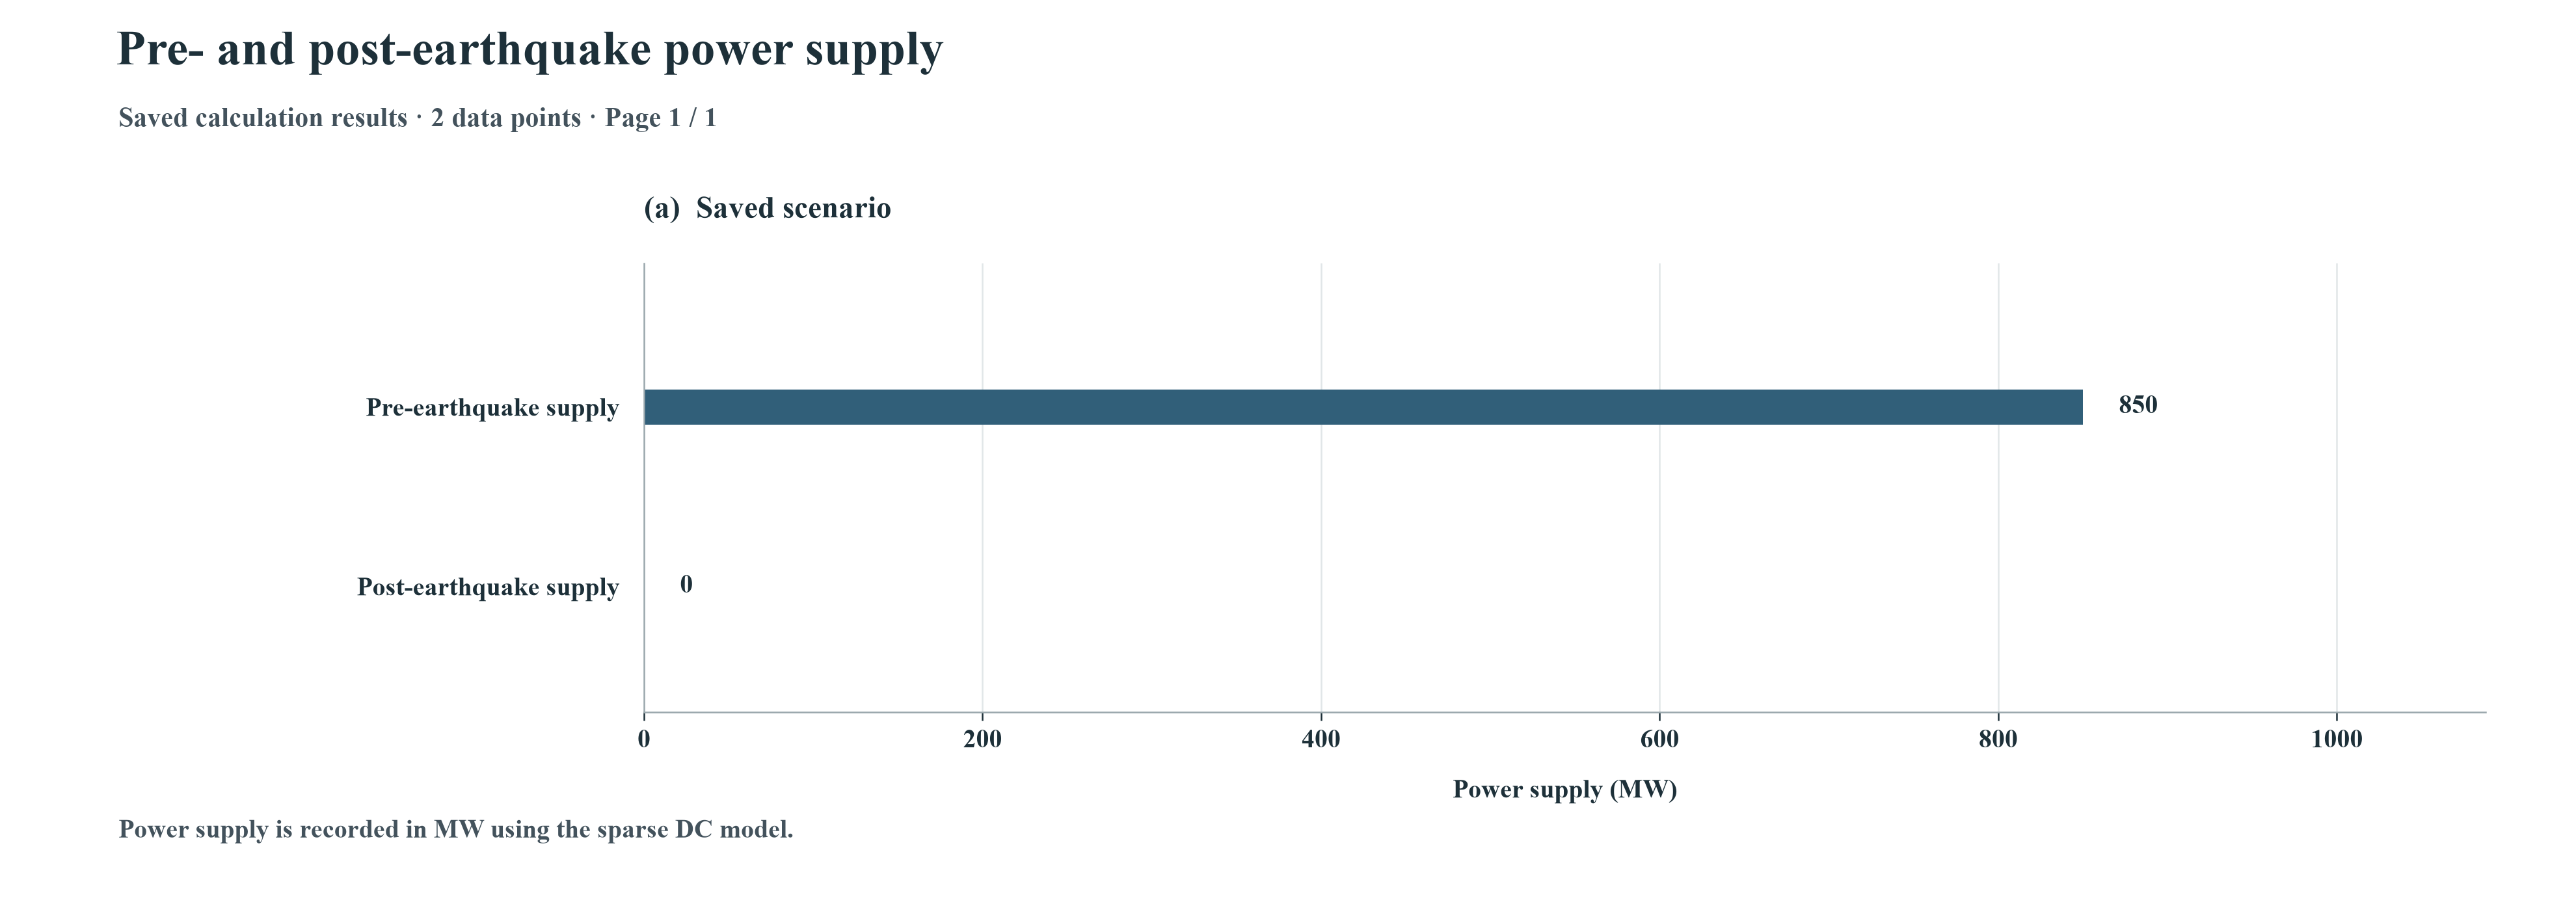 Pre- and post-earthquake power supply
Saved calculation results · 2 data points · Page 1 / 1
(a) Saved scenario
Pre-earthquake supply 850
Post-earthquake supply 0
0 200 400 600 800 1000
Power supply (MW)
Power supply is recorded in MW using the sparse DC model.